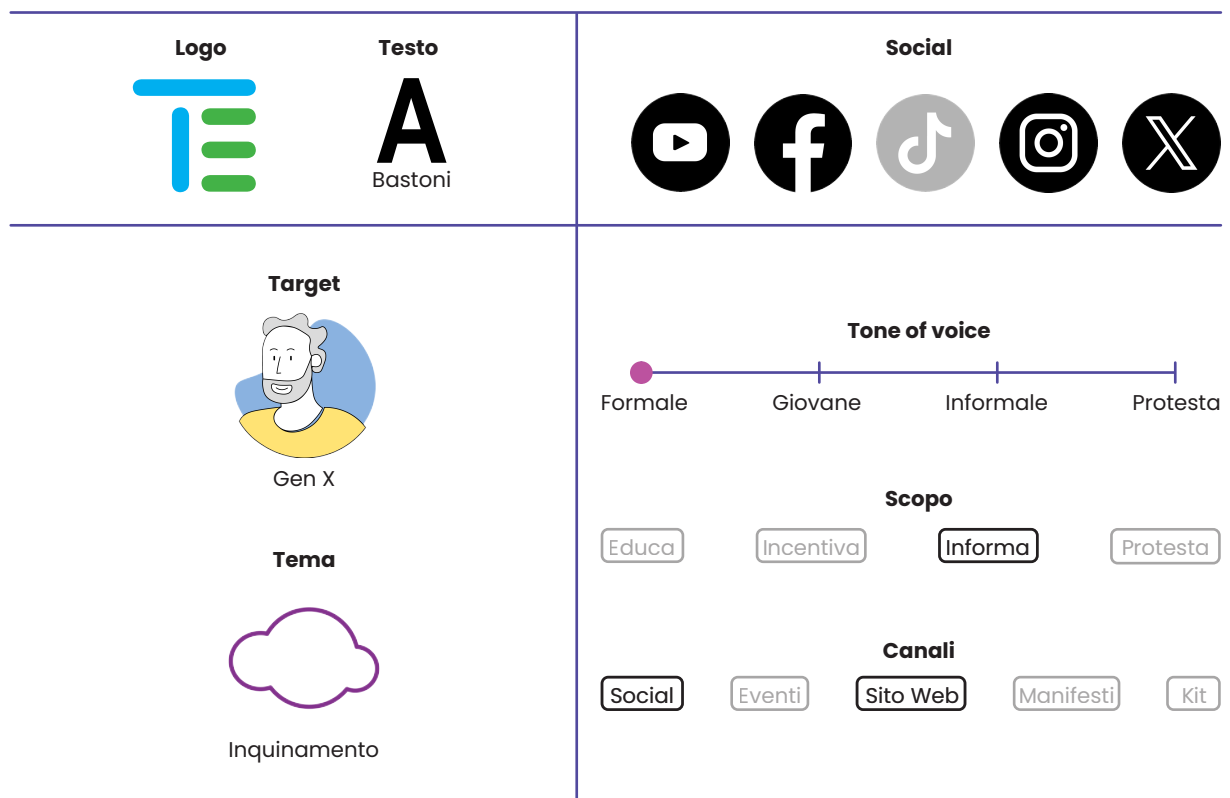 Logo
Testo
A
Bastoni
Social
Target
Gen X
Tema
Inquinamento
Tone of voice
Formale
Giovane
Informale
Protesta
Scopo
Educa
Incentiva
Informa
Protesta
Canali
Social
Eventi
Sito Web
Manifesti
Kit